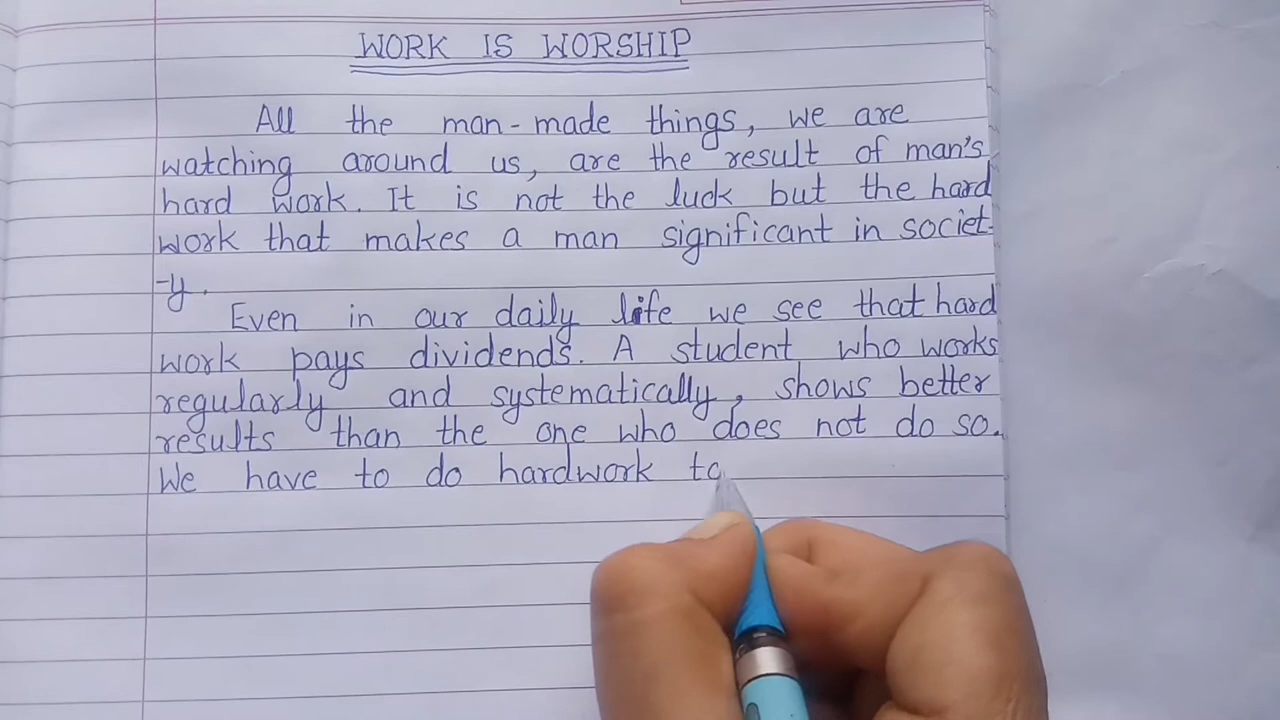 WORK IS WORSHIP
All the man-made things, we are
watching around us, are the result of man's
hard work. It is not the luck but the hard
work that makes a man significant in societ-
-y.
Even in our daily life we see that hard
work pays dividends. A student who works
regularly and systematically, shows better
results than the one who does not do so.
We have to do hardwork to